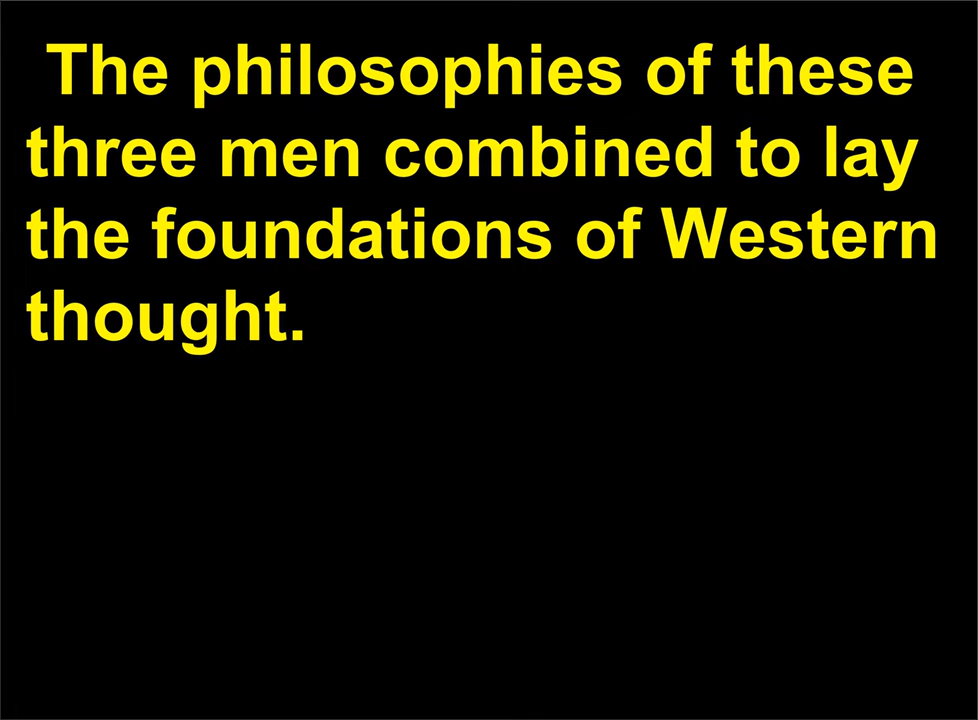 The philosophies of these
three men combined to lay
the foundations of Western
thought.